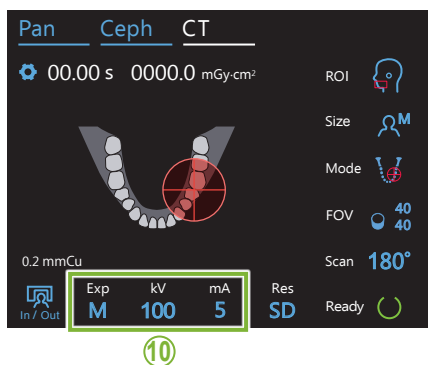 Pan Ceph CT
00.00 s 0000.0 mGy·cm²
ROI
Size M
Mode
FOV 40
40
0.2 mmCu
Scan 180°
In / Out
Exp kV mA Res
M 100 5 SD
Ready
10